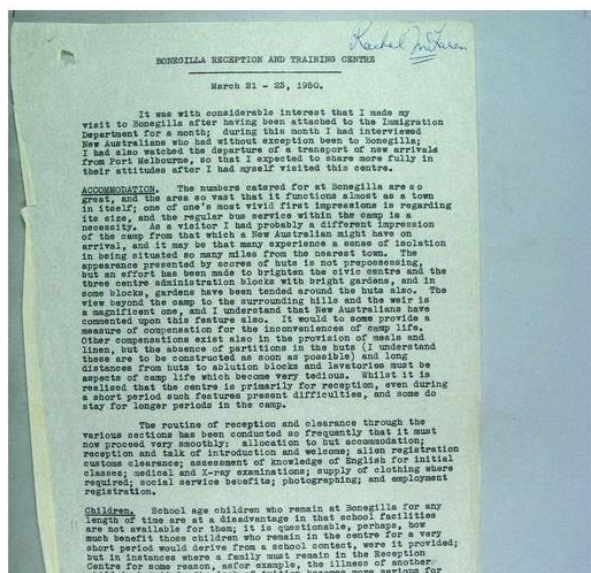 Rachel McLaren
BONEGILLA RECEPTION AND TRAINING CENTRE
March 21 - 23, 1950.
It was with considerable interest that I made my
visit to Bonegilla after having been attached to the Immigration
Department for a month; during this month I had interviewed
New Australians who had without exception been to Bonegilla;
I had also watched the departure of a transport of new arrivals
from Port Melbourne, so that I expected to share more fully in
their attitudes after I had myself visited this centre.
ACCOMMODATION. The numbers catered for at Bonegilla are so
great, and the area so vast that it functions almost as a town
in itself; one of one's most vivid first impressions is regarding
its size, and the regular bus service within the camp is a
necessity. As a visitor I had probably a different impression
of the camp from that which a New Australian might have on
arrival, and it may be that many experience a sense of isolation
in being situated so many miles from the nearest town. The
appearance presented by scores of huts is not prepossessing,
but an effort has been made to brighten the civic centre and the
three centre administration blocks with bright gardens, and in
some blocks, gardens have been tended around the huts also. The
view beyond the camp to the surrounding hills and the weir is
a magnificent one, and I understand that New Australians have
commented upon this feature also. It would to some provide a
measure of compensation for the inconveniences of camp life.
Other compensations exist also in the provision of meals and
linen, but the absence of partitions in the huts (I understand
these are to be constructed as soon as possible) and long
distances from huts to ablution blocks and lavatories must be
aspects of camp life which become very tedious. Whilst it is
realised that the centre is primarily for reception, even during
a short period such features present difficulties, and some do
stay for longer periods in the camp.
The routine of reception and clearance through the
various sections has been conducted so frequently that it must
now proceed very smoothly: allocation to hut accommodation;
reception and talk of introduction and welcome; alien registration
customs clearance; assessment of knowledge of English for initial
classes; medical and X-ray examinations; supply of clothing where
required; social service benefits; photographing; and employment
registration.
Children. School age children who remain at Bonegilla for any
length of time are at a disadvantage in that school facilities
are not available for them; it is questionable, perhaps, how
much benefit those children who remain in the centre for a very
short period would derive from a school contact, were it provided;
but in instances where a family must remain in the Reception
Centre for some reason, asfor example, the illness of another